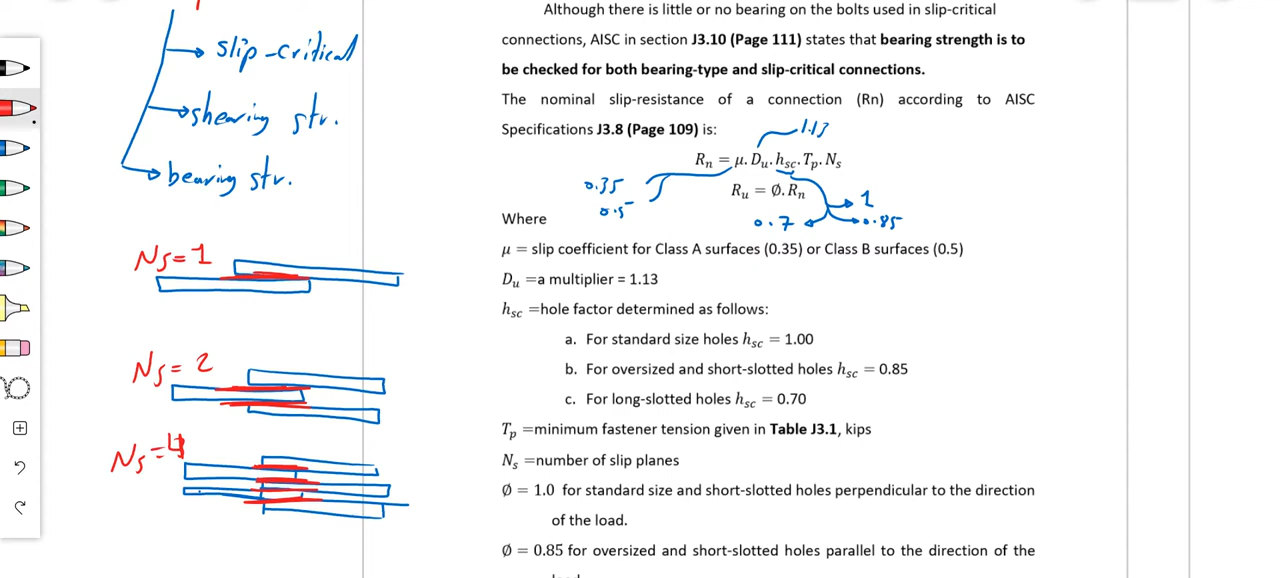 slip-critical
shearing str.
bearing str.
Ns=1
Ns=2
Ns=4
Although there is little or no bearing on the bolts used in slip-critical
connections, AISC in section J3.10 (Page 111) states that bearing strength is to
be checked for both bearing-type and slip-critical connections.
The nominal slip-resistance of a connection (Rn) according to AISC
Specifications J3.8 (Page 109) is:
1.13
Rn = μ. Du. hsc. Tp. Ns
0.35
0.5
Ru = Ø. Rn
1
0.7
0.85
Where
μ = slip coefficient for Class A surfaces (0.35) or Class B surfaces (0.5)
Du =a multiplier = 1.13
hsc =hole factor determined as follows:
a. For standard size holes hsc = 1.00
b. For oversized and short-slotted holes hsc = 0.85
c. For long-slotted holes hsc = 0.70
Tp =minimum fastener tension given in Table J3.1, kips
Ns =number of slip planes
Ø = 1.0 for standard size and short-slotted holes perpendicular to the direction
of the load.
Ø = 0.85 for oversized and short-slotted holes parallel to the direction of the